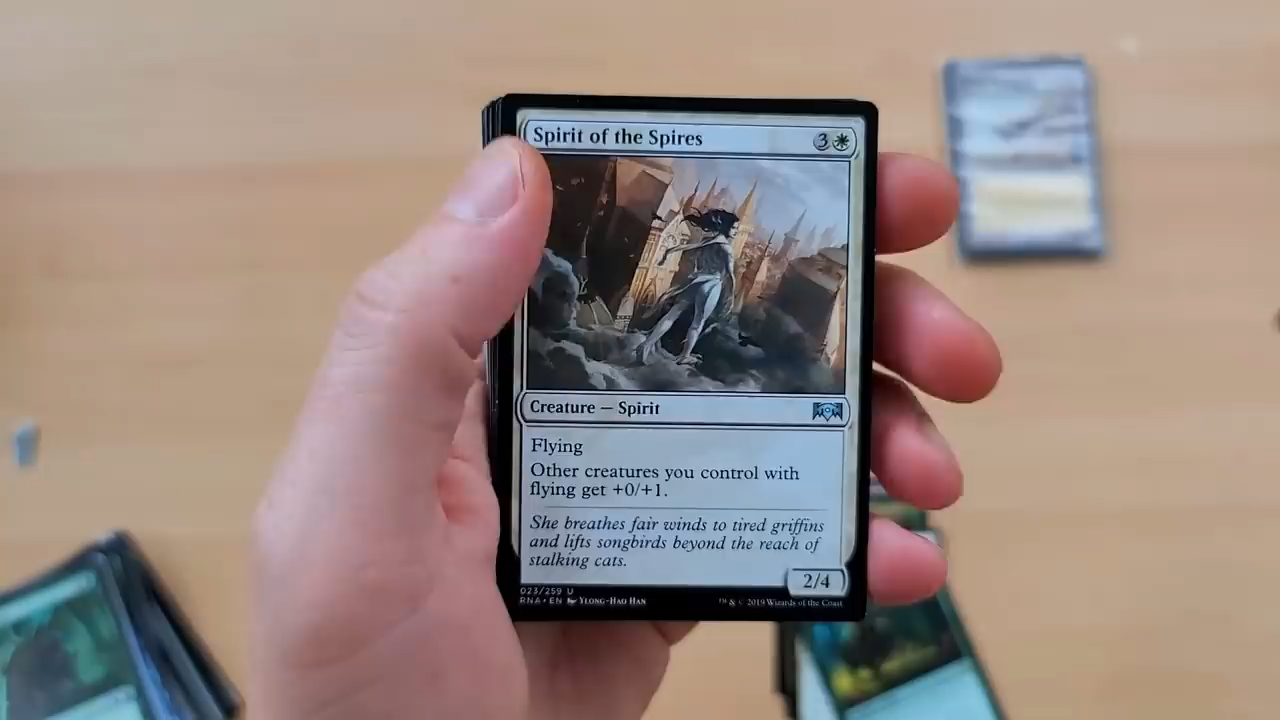 Spirit of the Spires 3
Creature — Spirit
Flying
Other creatures you control with
flying get +0/+1.
She breathes fair winds to tired griffins
and lifts songbirds beyond the reach of
stalking cats.
2/4
023/259 U
RNA • EN Yeong-Hao Han
™ & © 2019 Wizards of the Coast